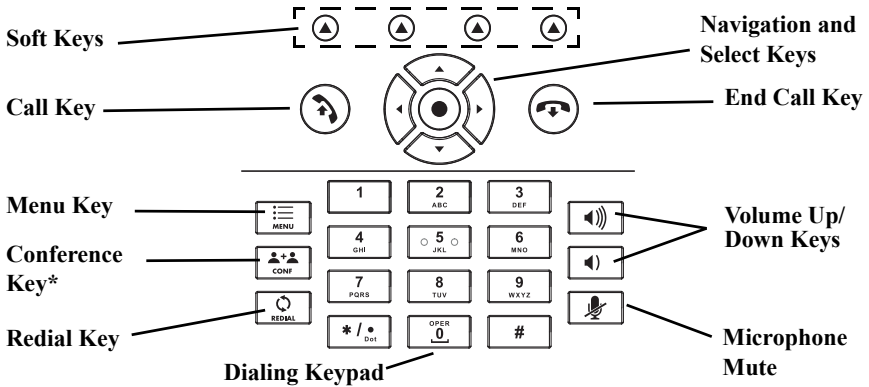 Soft Keys
Navigation and
Select Keys
Call Key
End Call Key
Menu Key
MENU
1
2
ABC
3
DEF
Volume Up/
Down Keys
Conference
Key*
CONF
4
GHI
5
JKL
6
MNO
7
PQRS
8
TUV
9
WXYZ
Redial Key
REDIAL
* / •
Dot
OPER
0
#
Microphone
Mute
Dialing Keypad